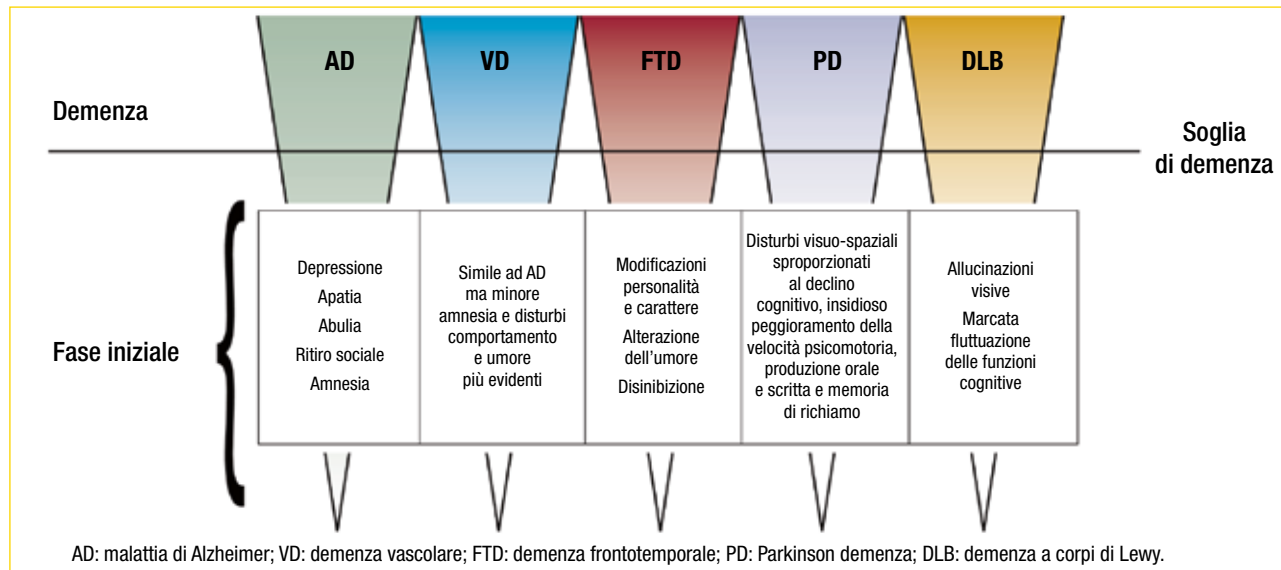 AD
VD
FTD
PD
DLB
Demenza
Soglia
di demenza
Fase iniziale
Depressione
Apatia
Abulia
Ritiro sociale
Amnesia
Simile ad AD
ma minore
amnesia e disturbi
comportamento
e umore
più evidenti
Modificazioni
personalità
e carattere
Alterazione
dell'umore
Disinibizione
Disturbi visuo-spaziali
sproporzionati
al declino
cognitivo, insidioso
peggioramento della
velocità psicomotoria,
produzione orale
e scritta e memoria
di richiamo
Allucinazioni
visive
Marcata
fluttuazione
delle funzioni
cognitive
AD: malattia di Alzheimer; VD: demenza vascolare; FTD: demenza frontotemporale; PD: Parkinson demenza; DLB: demenza a corpi di Lewy.